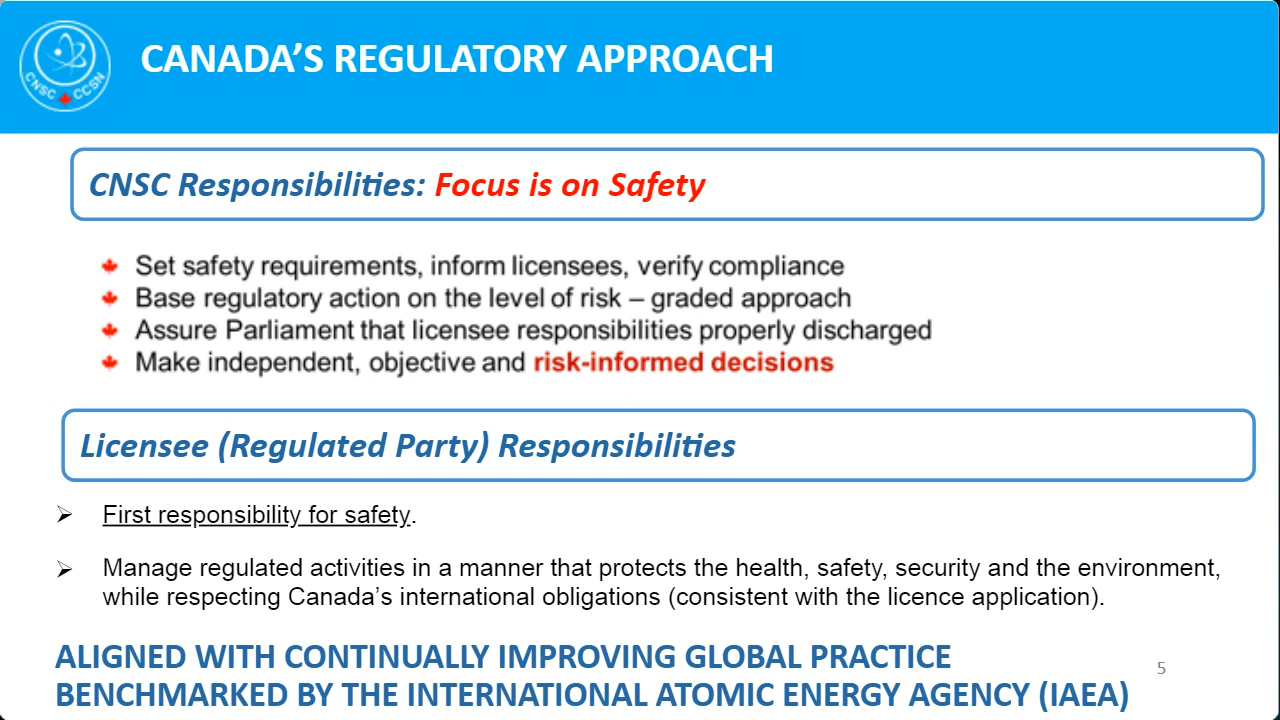 CNSC CCSN
CANADA'S REGULATORY APPROACH
CNSC Responsibilities: Focus is on Safety
Set safety requirements, inform licensees, verify compliance
Base regulatory action on the level of risk – graded approach
Assure Parliament that licensee responsibilities properly discharged
Make independent, objective and risk-informed decisions
Licensee (Regulated Party) Responsibilities
First responsibility for safety.
Manage regulated activities in a manner that protects the health, safety, security and the environment,
while respecting Canada's international obligations (consistent with the licence application).
ALIGNED WITH CONTINUALLY IMPROVING GLOBAL PRACTICE
BENCHMARKED BY THE INTERNATIONAL ATOMIC ENERGY AGENCY (IAEA)
5